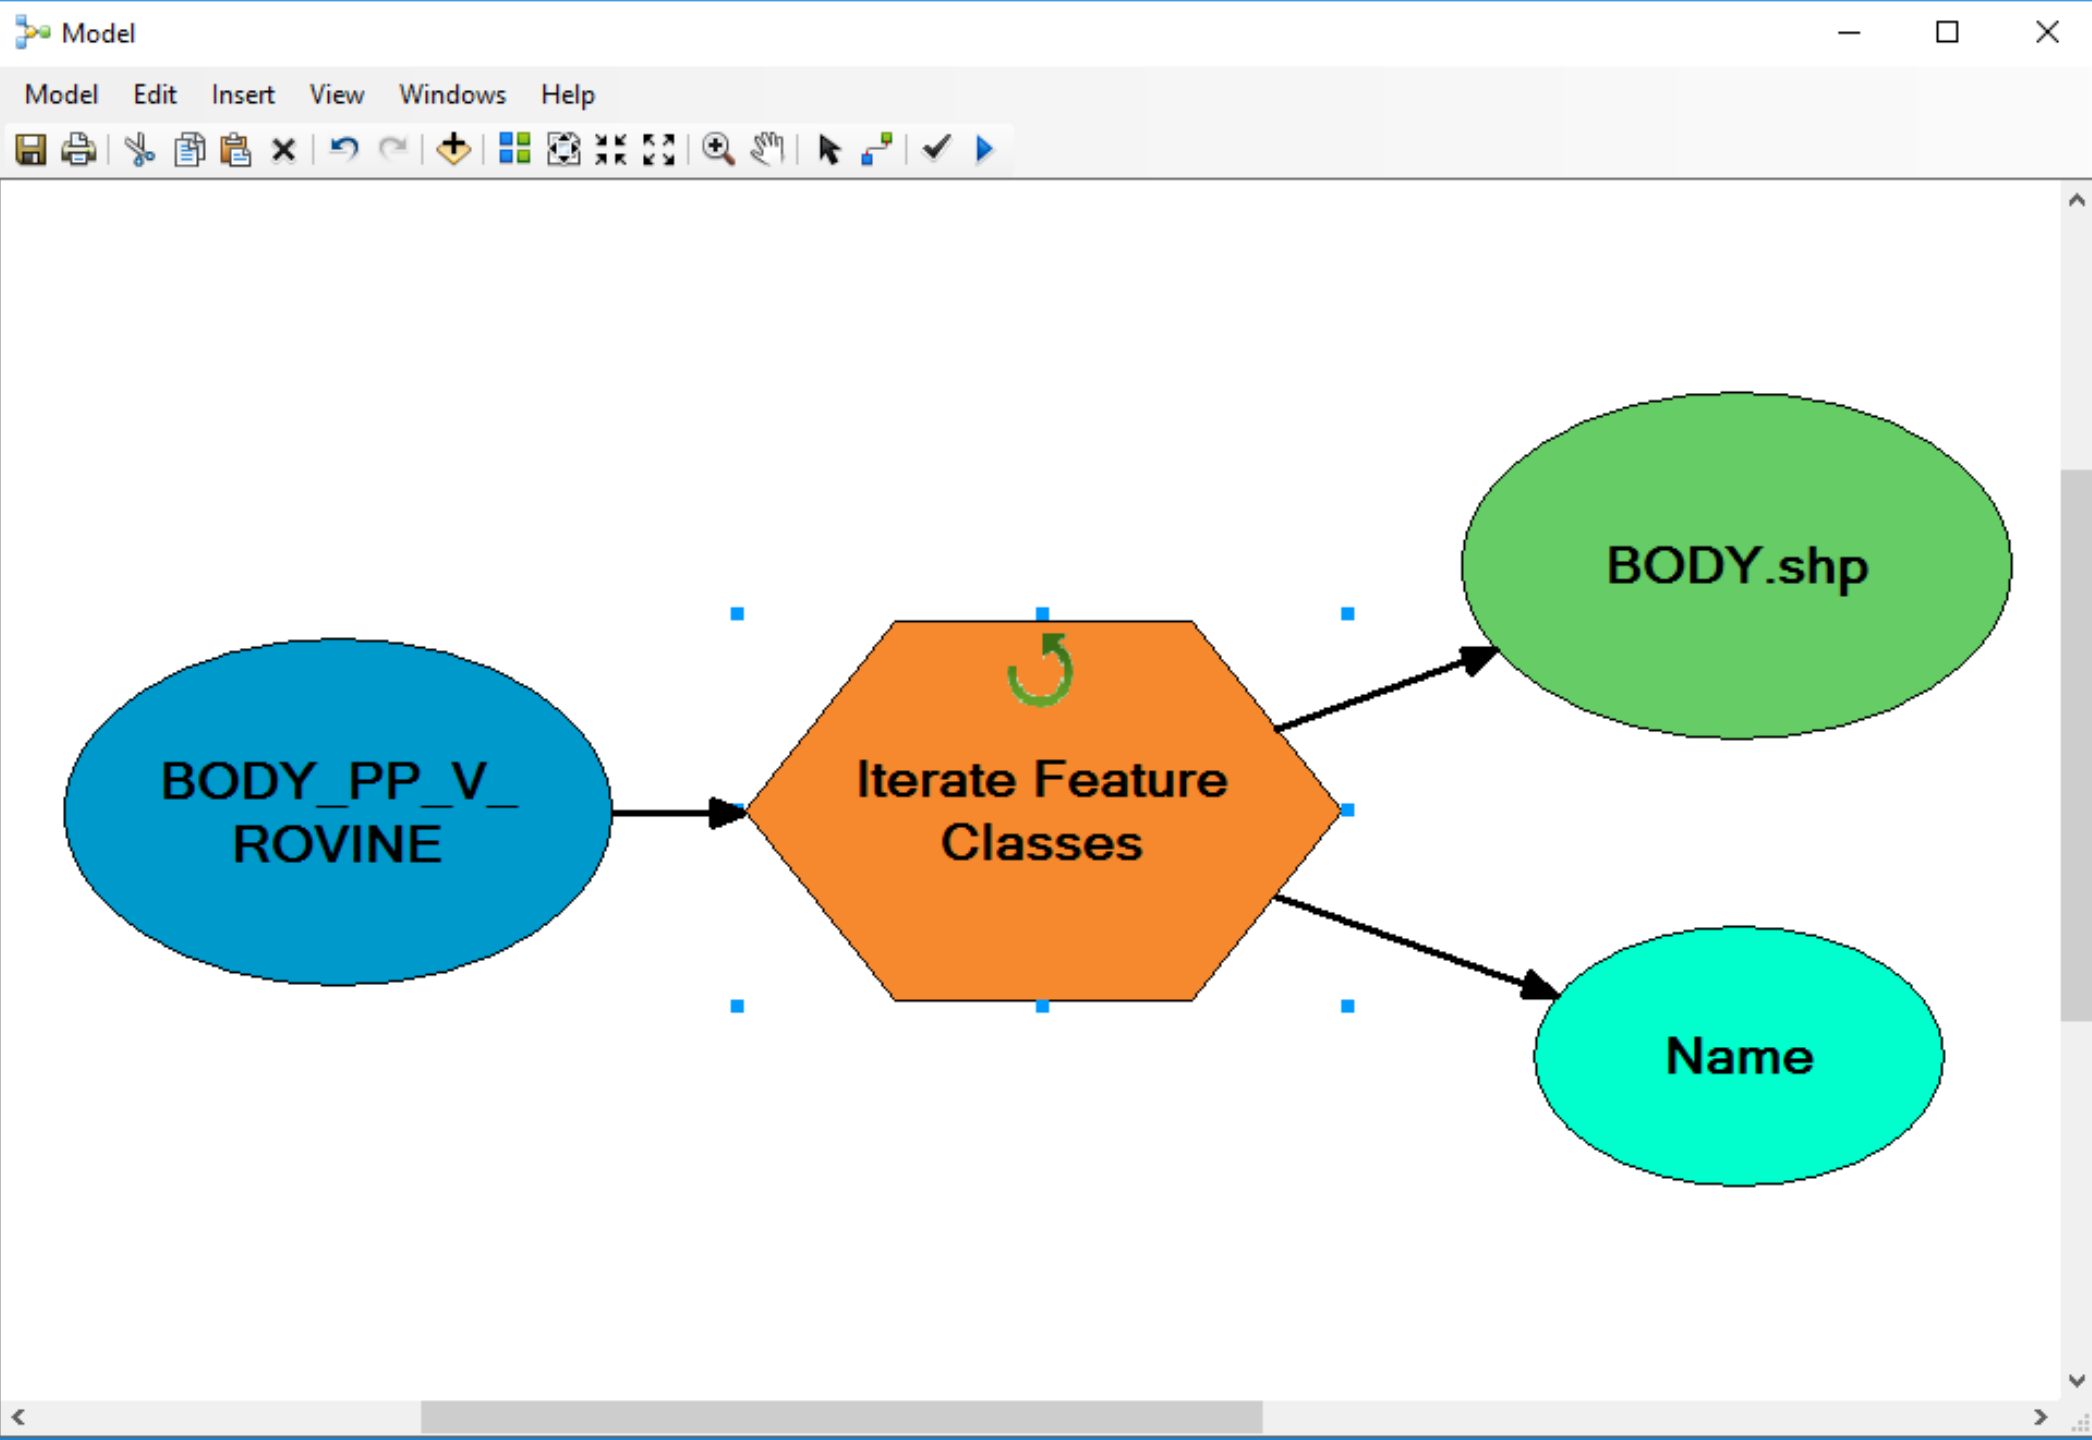 Model
Model Edit Insert View Windows Help
BODY.shp
BODY_PP_V_
ROVINE
Iterate Feature
Classes
Name